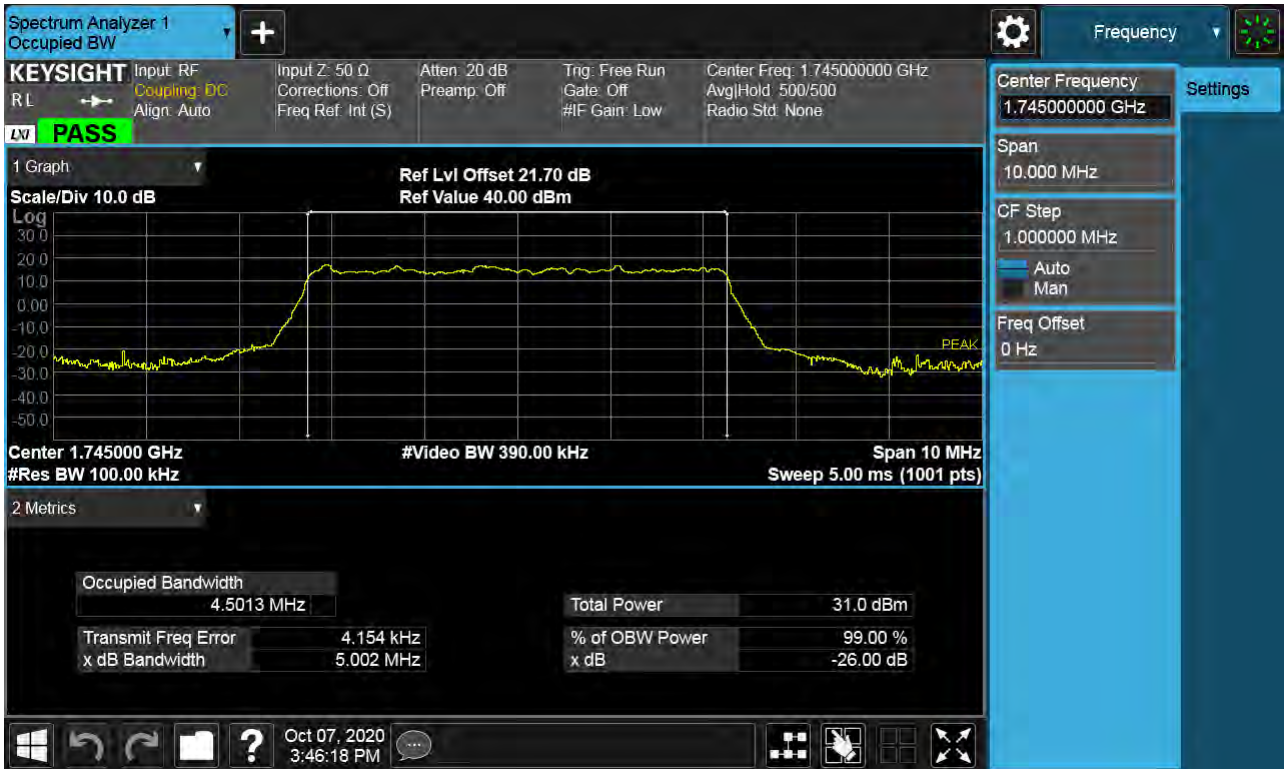 Spectrum Analyzer 1
Occupied BW
+
Frequency
KEYSIGHT
R L
LXI
PASS
Input: RF
Coupling: DC
Align: Auto
Input Z: 50 Ω
Corrections: Off
Freq Ref: Int (S)
Atten: 20 dB
Preamp: Off
Trig: Free Run
Gate: Off
#IF Gain: Low
Center Freq: 1.745000000 GHz
Avg|Hold: 500/500
Radio Std: None
Center Frequency
1.745000000 GHz
Settings
Span
10.000 MHz
CF Step
1.000000 MHz
Auto
Man
Freq Offset
0 Hz
1 Graph
Scale/Div 10.0 dB
Ref Lvl Offset 21.70 dB
Ref Value 40.00 dBm
Log
30.0
20.0
10.0
0.00
-10.0
-20.0
-30.0
-40.0
-50.0
PEAK
Center 1.745000 GHz
#Video BW 390.00 kHz
Span 10 MHz
#Res BW 100.00 kHz
Sweep 5.00 ms (1001 pts)
2 Metrics
Occupied Bandwidth
4.5013 MHz
Total Power 31.0 dBm
Transmit Freq Error 4.154 kHz
% of OBW Power 99.00 %
x dB Bandwidth 5.002 MHz
x dB -26.00 dB
?
Oct 07, 2020
3:46:18 PM